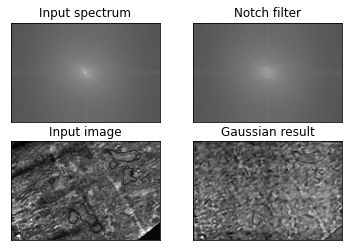 Input spectrum
Notch filter
Input image
Gaussian result